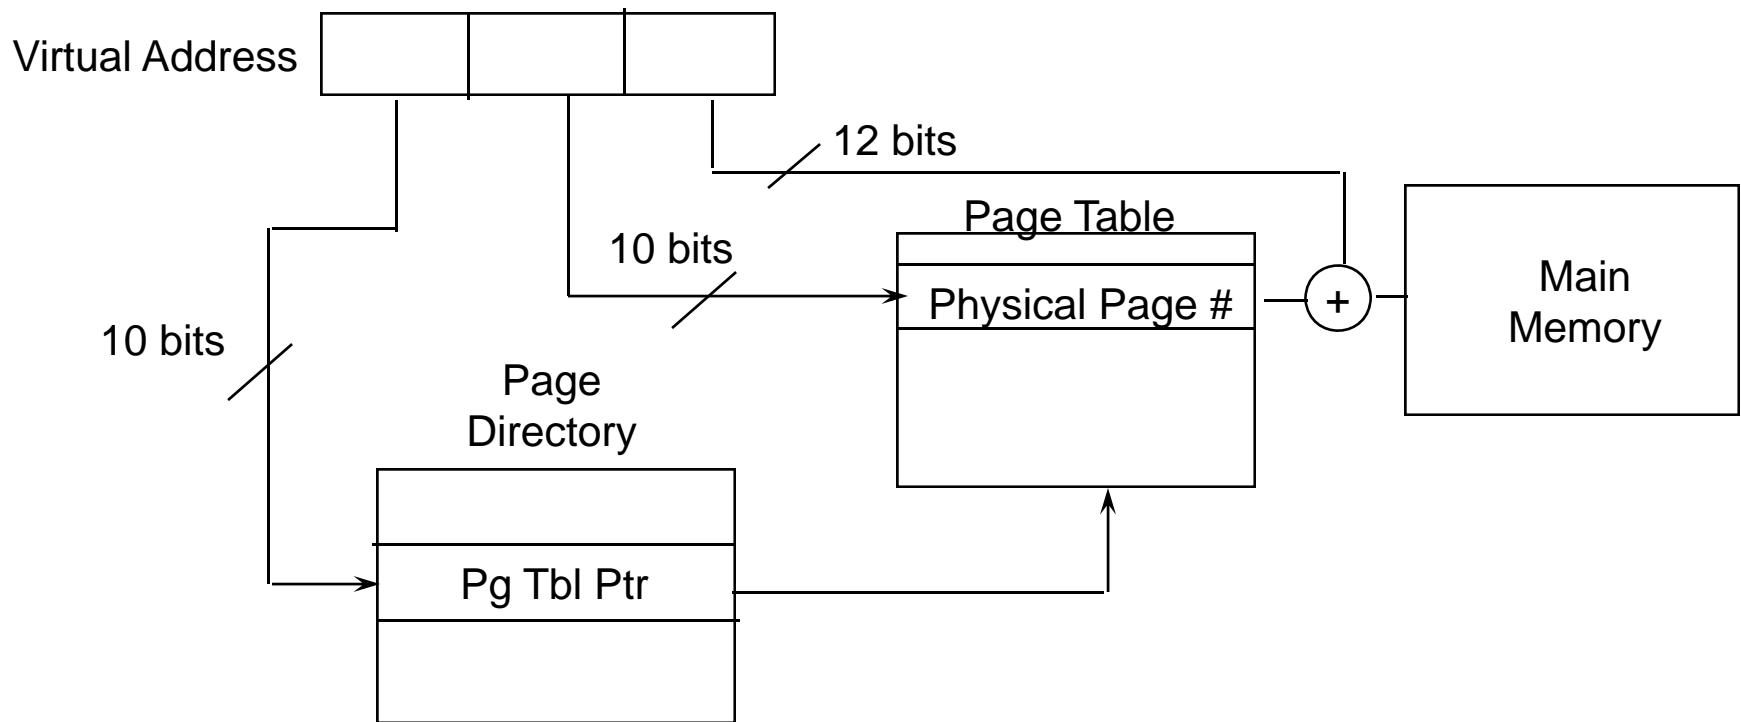 Virtual Address
12 bits
Page Table
10 bits
Physical Page #
+
Main
Memory
10 bits
Page
Directory
Pg Tbl Ptr